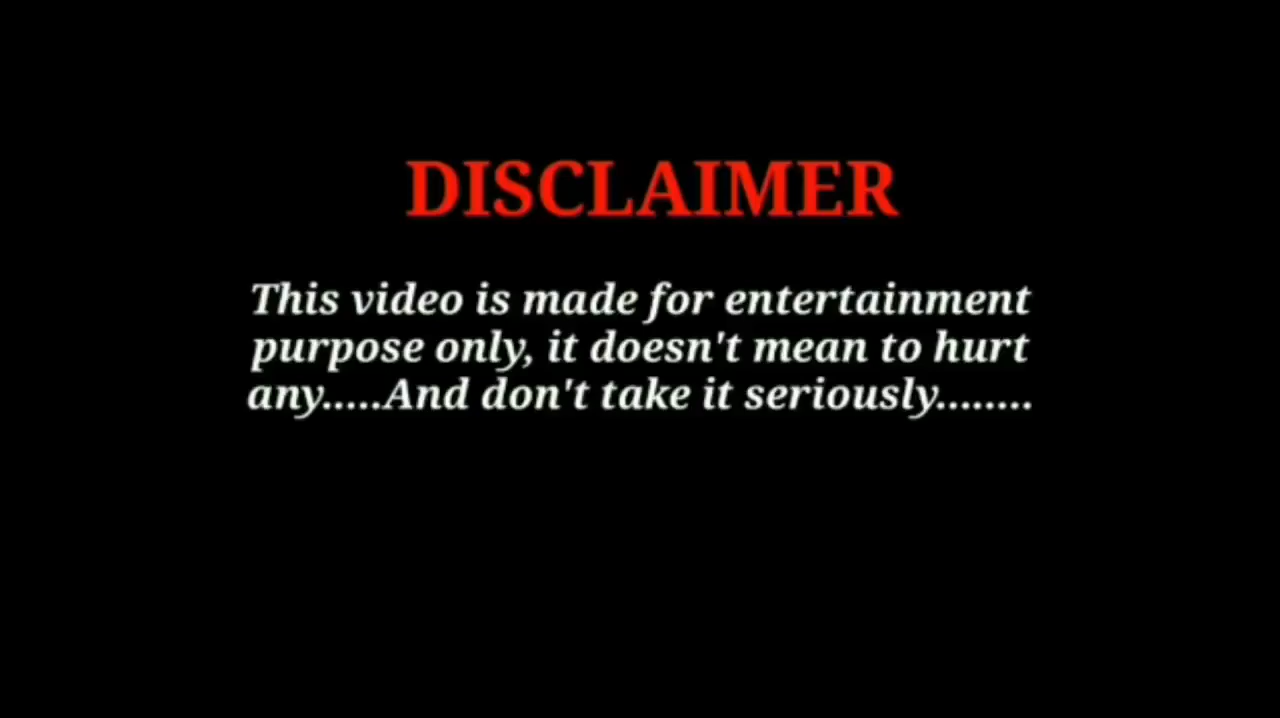 DISCLAIMER
This video is made for entertainment
purpose only, it doesn't mean to hurt
any.....And don't take it seriously........